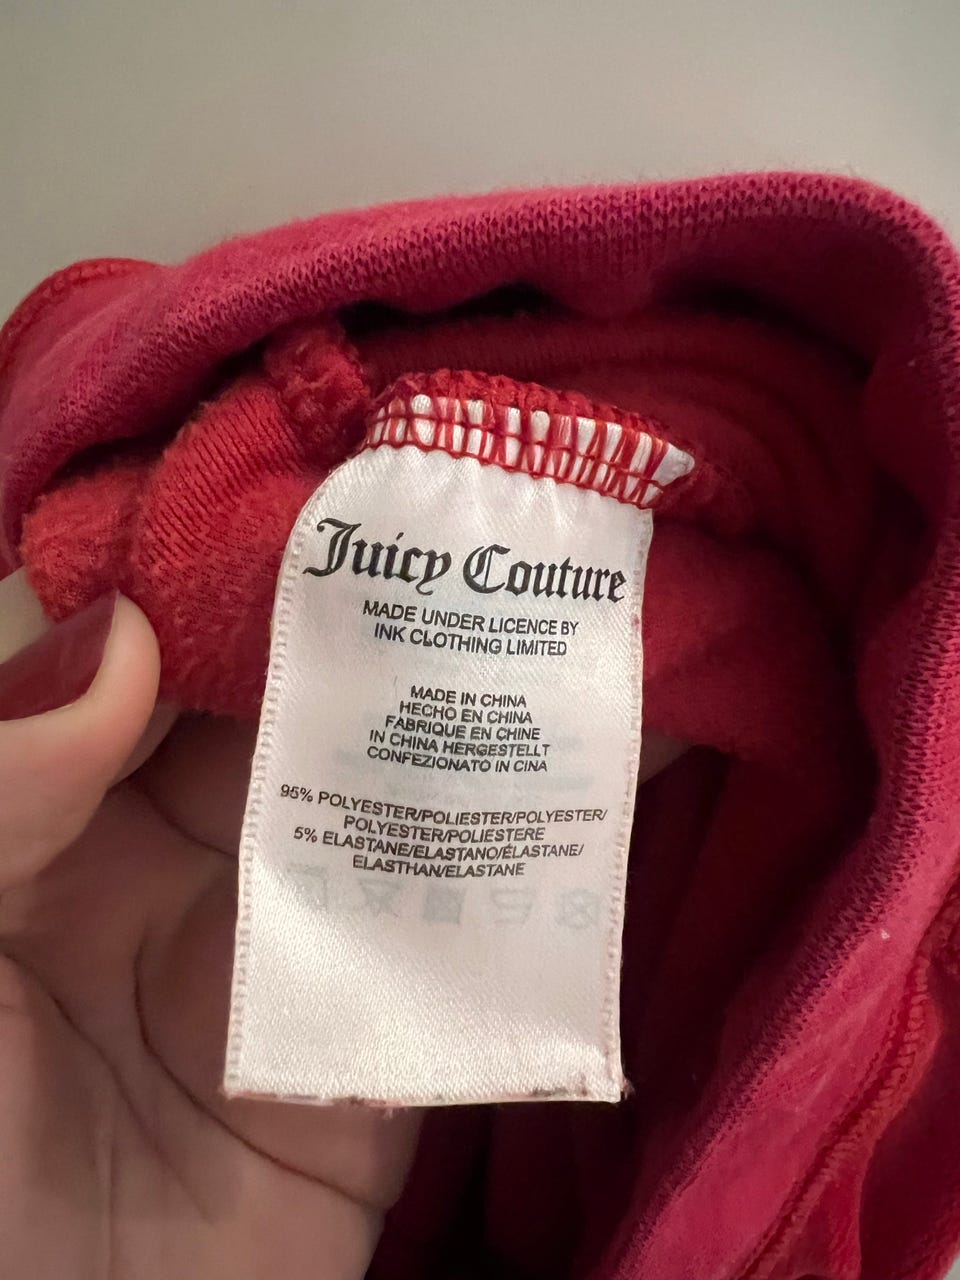 Juicy Couture
MADE UNDER LICENCE BY
INK CLOTHING LIMITED
MADE IN CHINA
HECHO EN CHINA
FABRIQUE EN CHINE
IN CHINA HERGESTELLT
CONFEZIONATO IN CINA
95% POLYESTER/POLIESTER/POLYESTER/
POLYESTER/POLIESTERE
5% ELASTANE/ELASTANO/ÉLASTANE/
ELASTHAN/ELASTANE